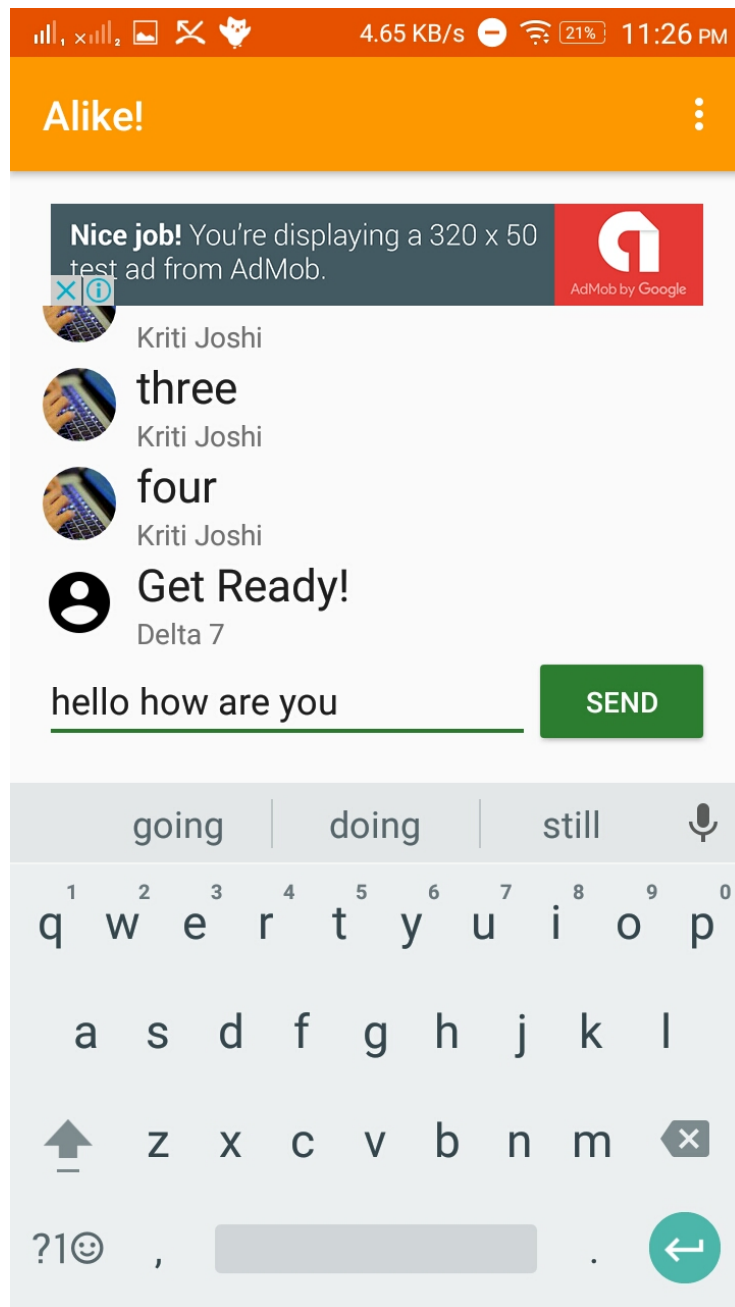 1 2 4.65 KB/s 21% 11:26 PM
Alike!
Nice job! You're displaying a 320 x 50
test ad from AdMob.
AdMob by Google
Kriti Joshi
three
Kriti Joshi
four
Kriti Joshi
Get Ready!
Delta 7
hello how are you SEND
going doing still
1 2 3 4 5 6 7 8 9 0
q w e r t y u i o p
a s d f g h j k l
z x c v b n m
?1☺ , .